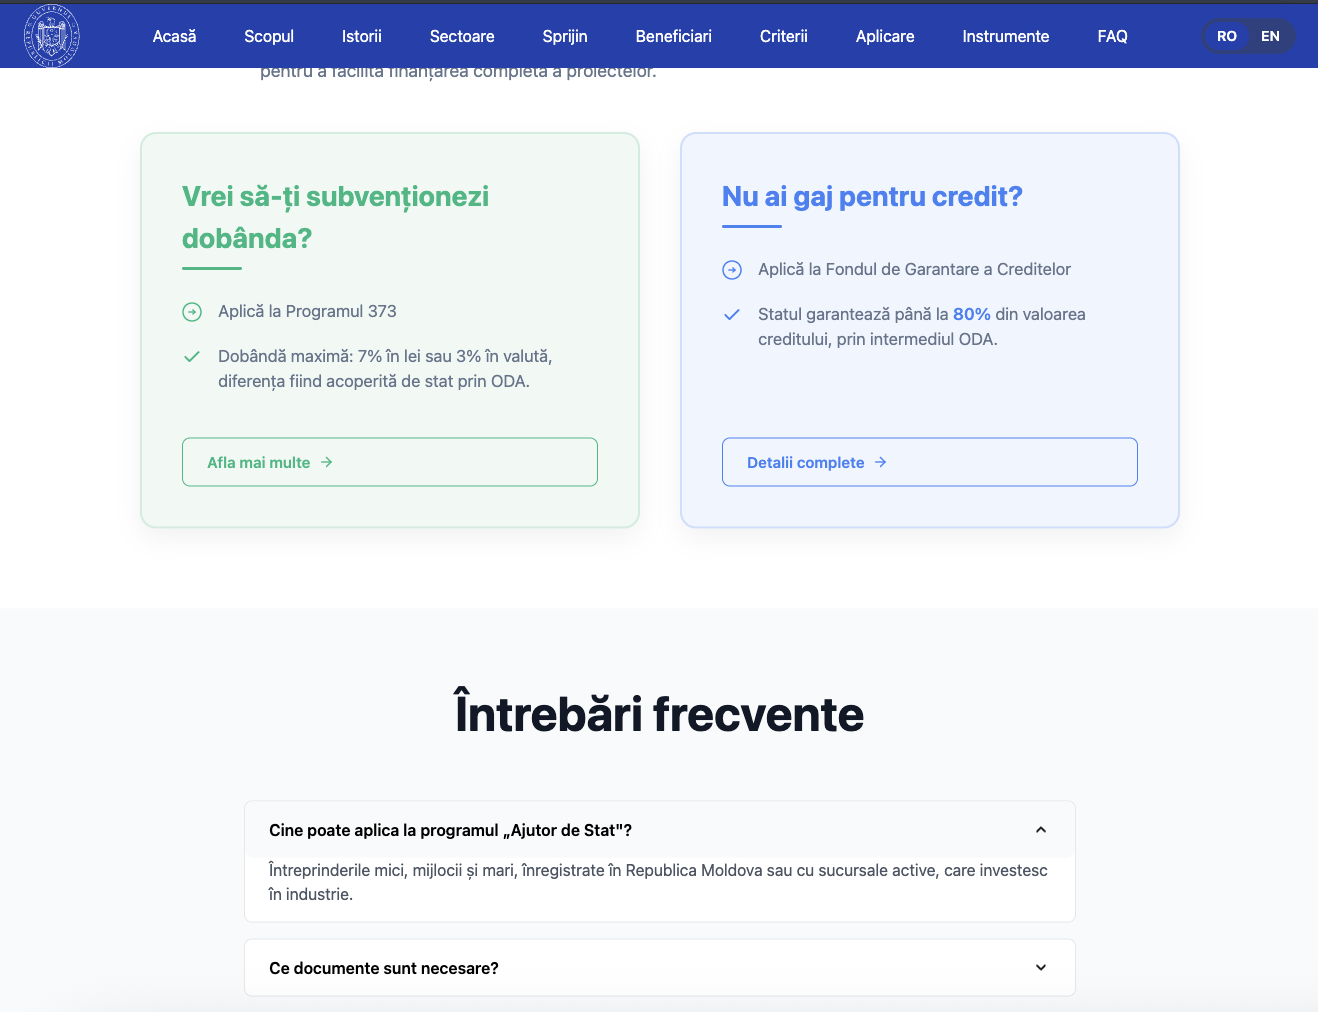 Acasă Scopul Istorii Sectoare Sprijin Beneficiari Criterii Aplicare Instrumente FAQ RO EN
pentru a facilita finanțarea completă a proiectelor.
Vrei să-ți subvenționezi
dobânda?
Aplică la Programul 373
Dobândă maximă: 7% în lei sau 3% în valută,
diferența fiind acoperită de stat prin ODA.
Afla mai multe
Nu ai gaj pentru credit?
Aplică la Fondul de Garantare a Creditelor
Statul garantează până la 80% din valoarea
creditului, prin intermediul ODA.
Detalii complete
Întrebări frecvente
Cine poate aplica la programul „Ajutor de Stat"?
Întreprinderile mici, mijlocii și mari, înregistrate în Republica Moldova sau cu sucursale active, care investesc
în industrie.
Ce documente sunt necesare?